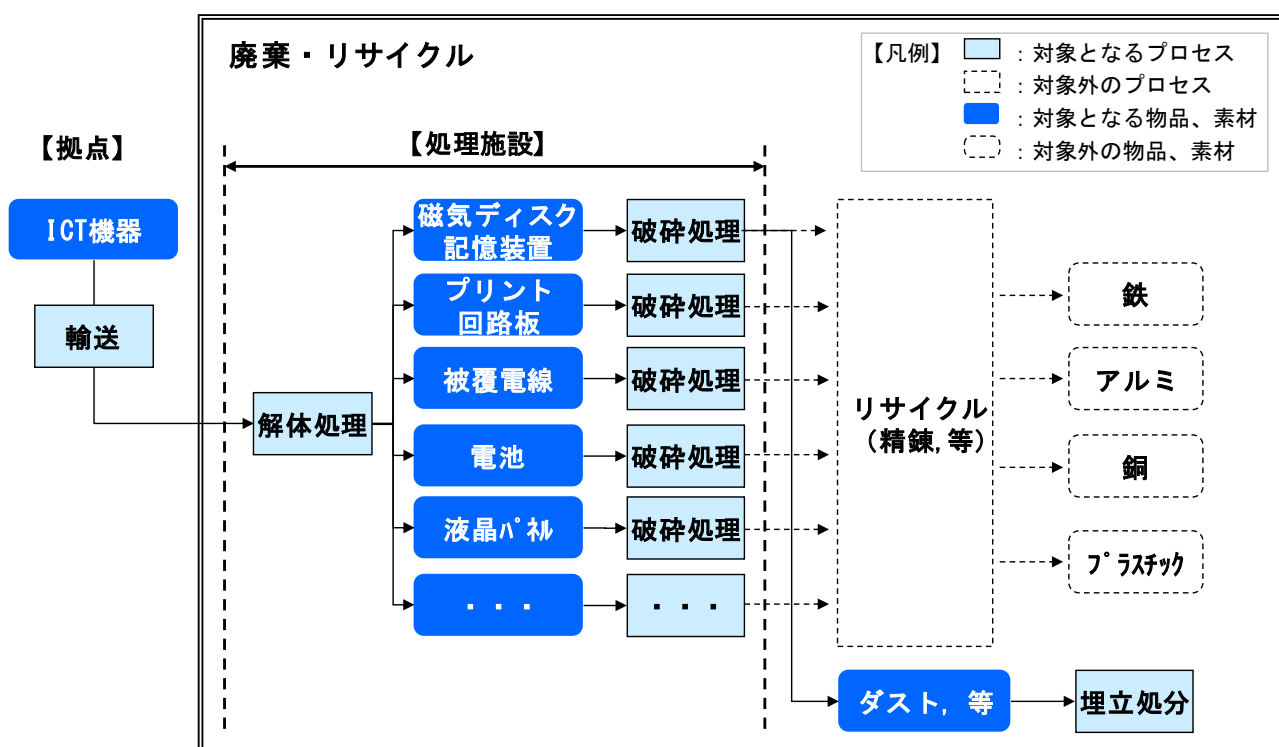 廃棄・リサイクル
【凡例】
：対象となるプロセス
：対象外のプロセス
：対象となる物品、素材
：対象外の物品、素材
【拠点】
【処理施設】
ICT機器
輸送
解体処理
磁気ディスク
記憶装置
破砕処理
プリント
回路板
破砕処理
被覆電線
破砕処理
電池
破砕処理
液晶ﾊﾟﾈﾙ
破砕処理
・・・
・・・
リサイクル
（精錬,等）
鉄
アルミ
銅
ﾌﾟﾗｽﾁｯｸ
ダスト,等
埋立処分